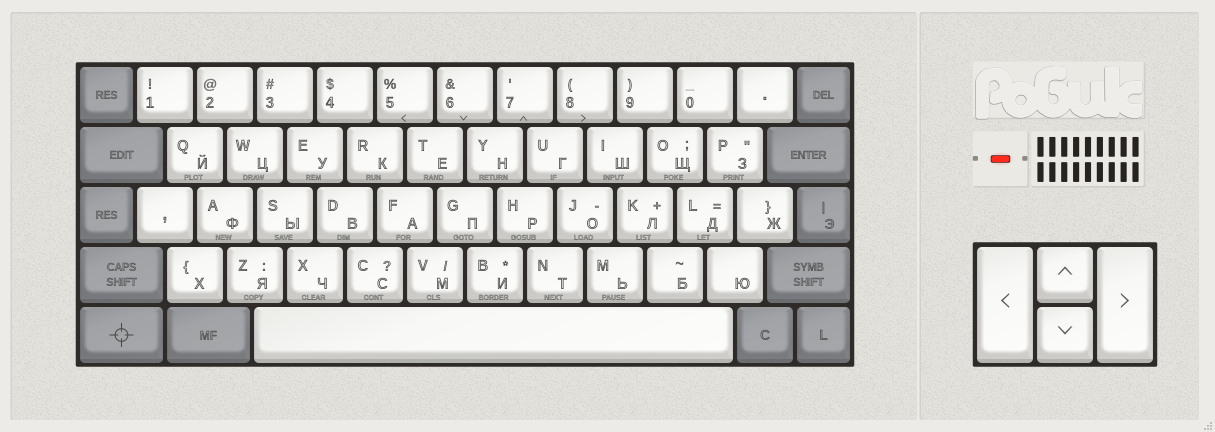 RES ! 1 @ 2 # 3 $ 4 % 5 & 6 ' 7 ( 8 ) 9 _ 0 . DEL
EDIT Q Й PLOT W Ц DRAW E У REM R К RUN T Е RAND Y Н RETURN U Г IF I Ш INPUT O ; Щ POKE P " З PRINT ENTER
RES , A Ф NEW S Ы SAVE D В DIM F А FOR G П GOTO H Р GOSUB J - О LOAD K + Л LIST L = Д LET } Ж | Э
CAPS SHIFT { Х Z : Я COPY X Ч CLEAR C ? С CONT V / М CLS B * И BORDER N Т NEXT M Ь PAUSE ~ Б Ю SYMB SHIFT
MF C L